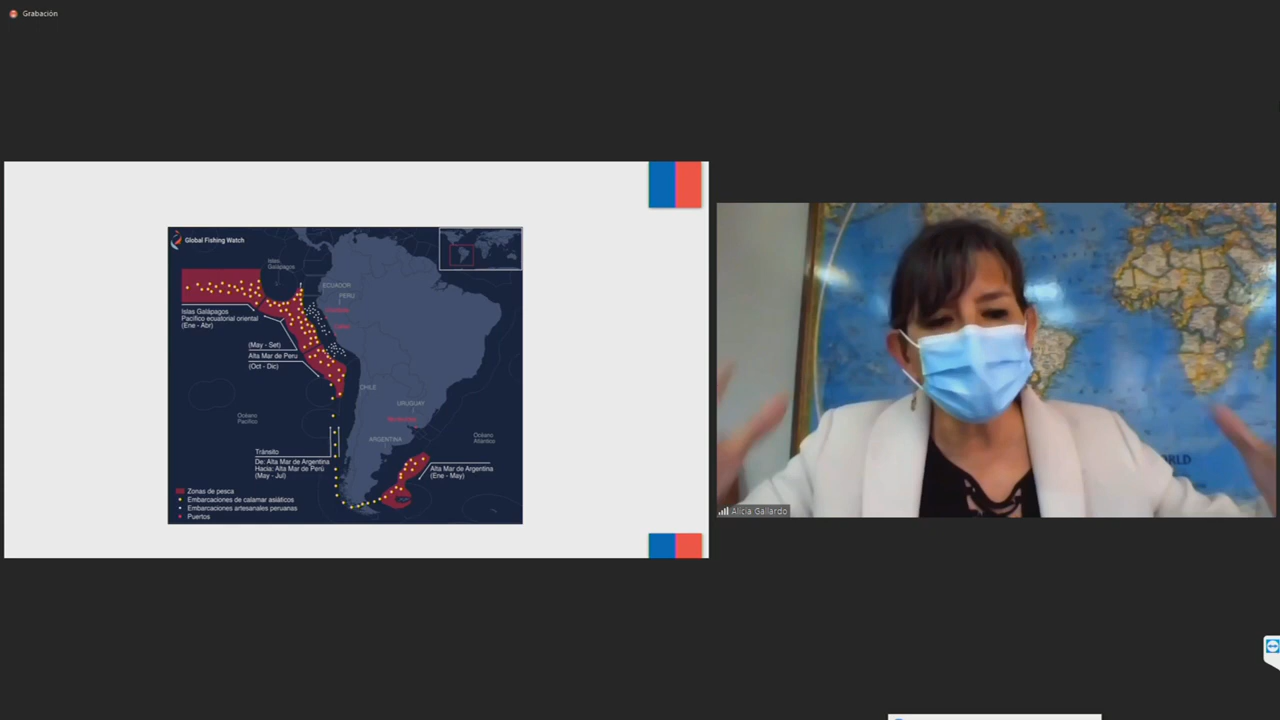 Grabación
Global Fishing Watch
Islas
Galápagos
ECUADOR
PERU
Islas Galápagos
Pacífico ecuatorial oriental
(Ene - Abr)
(May - Set)
Alta Mar de Peru
(Oct - Dic)
CHILE
URUGUAY
ARGENTINA
Océano
Pacífico
Océano
Atlántico
Tránsito
De: Alta Mar de Argentina
Hacia: Alta Mar de Perú
(May - Jul)
Alta Mar de Argentina
(Ene - May)
Zonas de pesca
Embarcaciones de calamar asiáticos
Embarcaciones artesanales peruanas
Puertos
Alicia Gallardo